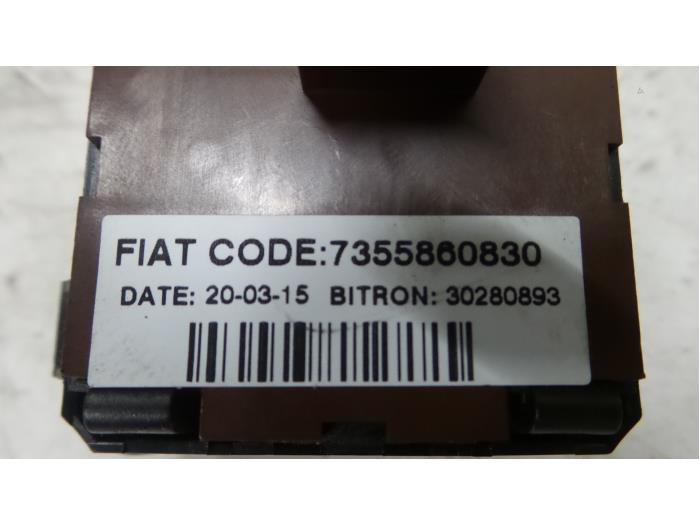 FIAT CODE:7355860830
DATE: 20-03-15 BITRON: 30280893